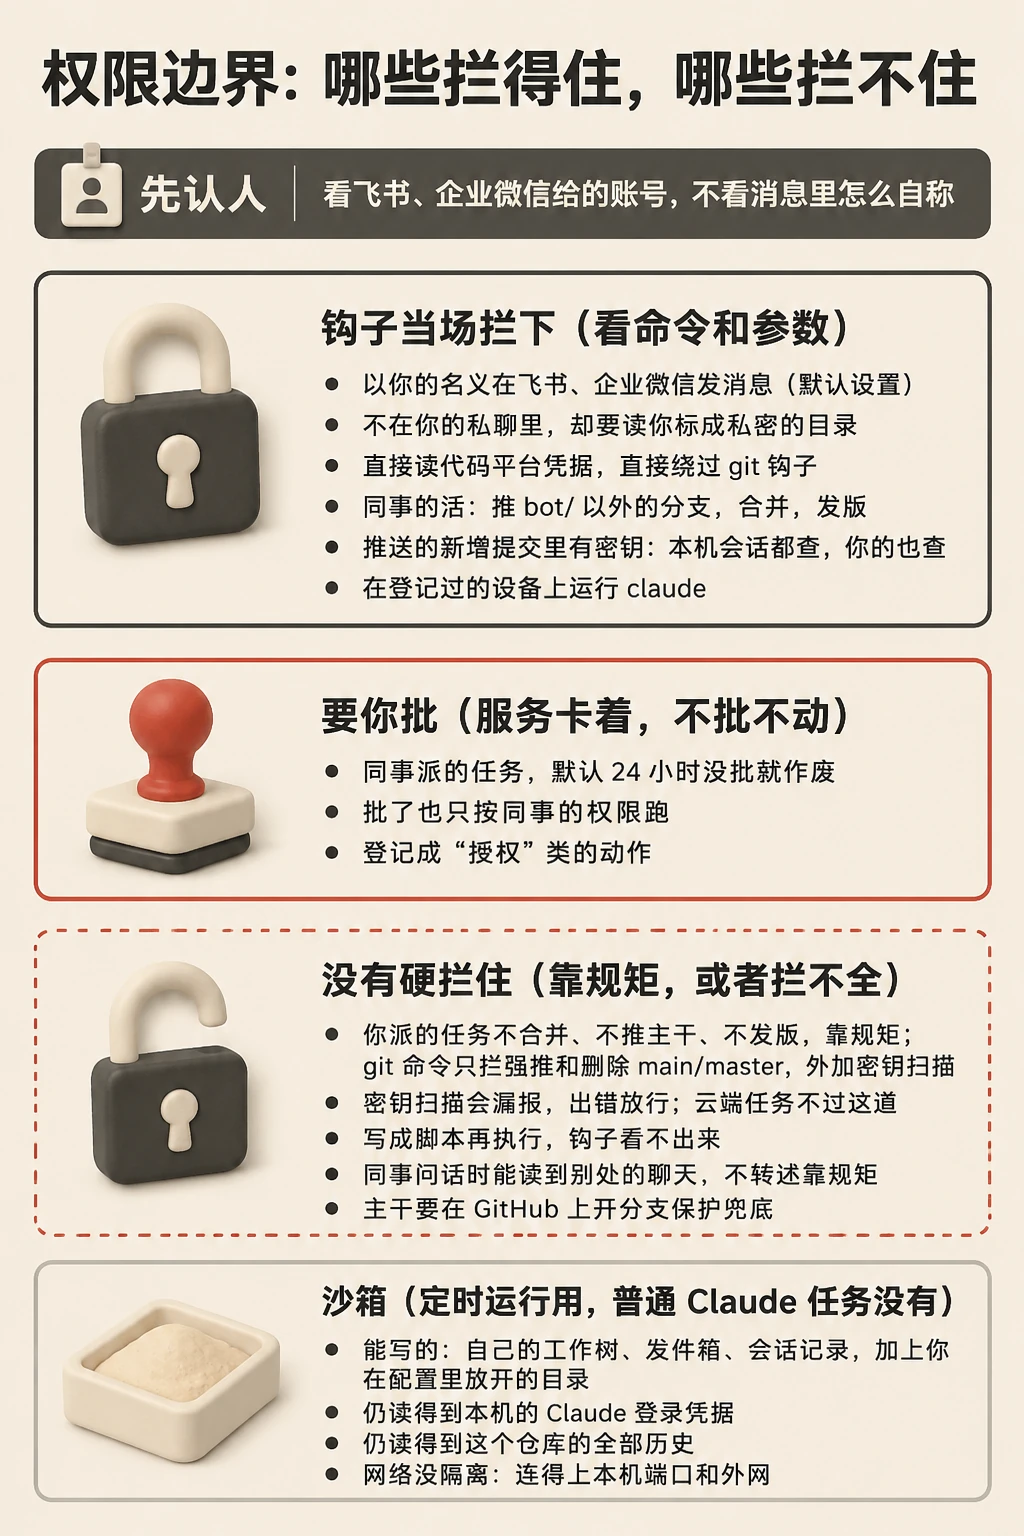 权限边界：哪些拦得住，哪些拦不住
先认人
看飞书、企业微信给的账号，不看消息里怎么自称
钩子当场拦下（看命令和参数）
● 以你的名义在飞书、企业微信发消息（默认设置）
● 不在你的私聊里，却要读你标成私密的目录
● 直接读代码平台凭据，直接绕过 git 钩子
● 同事的活：推 bot/ 以外的分支，合并，发版
● 推送的新增提交里有密钥：本机会话都查，你的也查
● 在登记过的设备上运行 claude
要你批（服务卡着，不批不动）
● 同事派的任务，默认 24 小时没批就作废
● 批了也只按同事的权限跑
● 登记成“授权”类的动作
没有硬拦住（靠规矩，或者拦不全）
● 你派的任务不合并、不推主干、不发版，靠规矩；
git 命令只拦强推和删除 main/master，外加密钥扫描
● 密钥扫描会漏报，出错放行；云端任务不过这道
● 写成脚本再执行，钩子看不出来
● 同事问话时能读到别处的聊天，不转述靠规矩
● 主干要在 GitHub 上开分支保护兜底
沙箱（定时运行用，普通 Claude 任务没有）
● 能写的：自己的工作树、发件箱、会话记录，加上你
在配置里放开的目录
● 仍读得到本机的 Claude 登录凭据
● 仍读得到这个仓库的全部历史
● 网络没隔离：连得上本机端口和外网